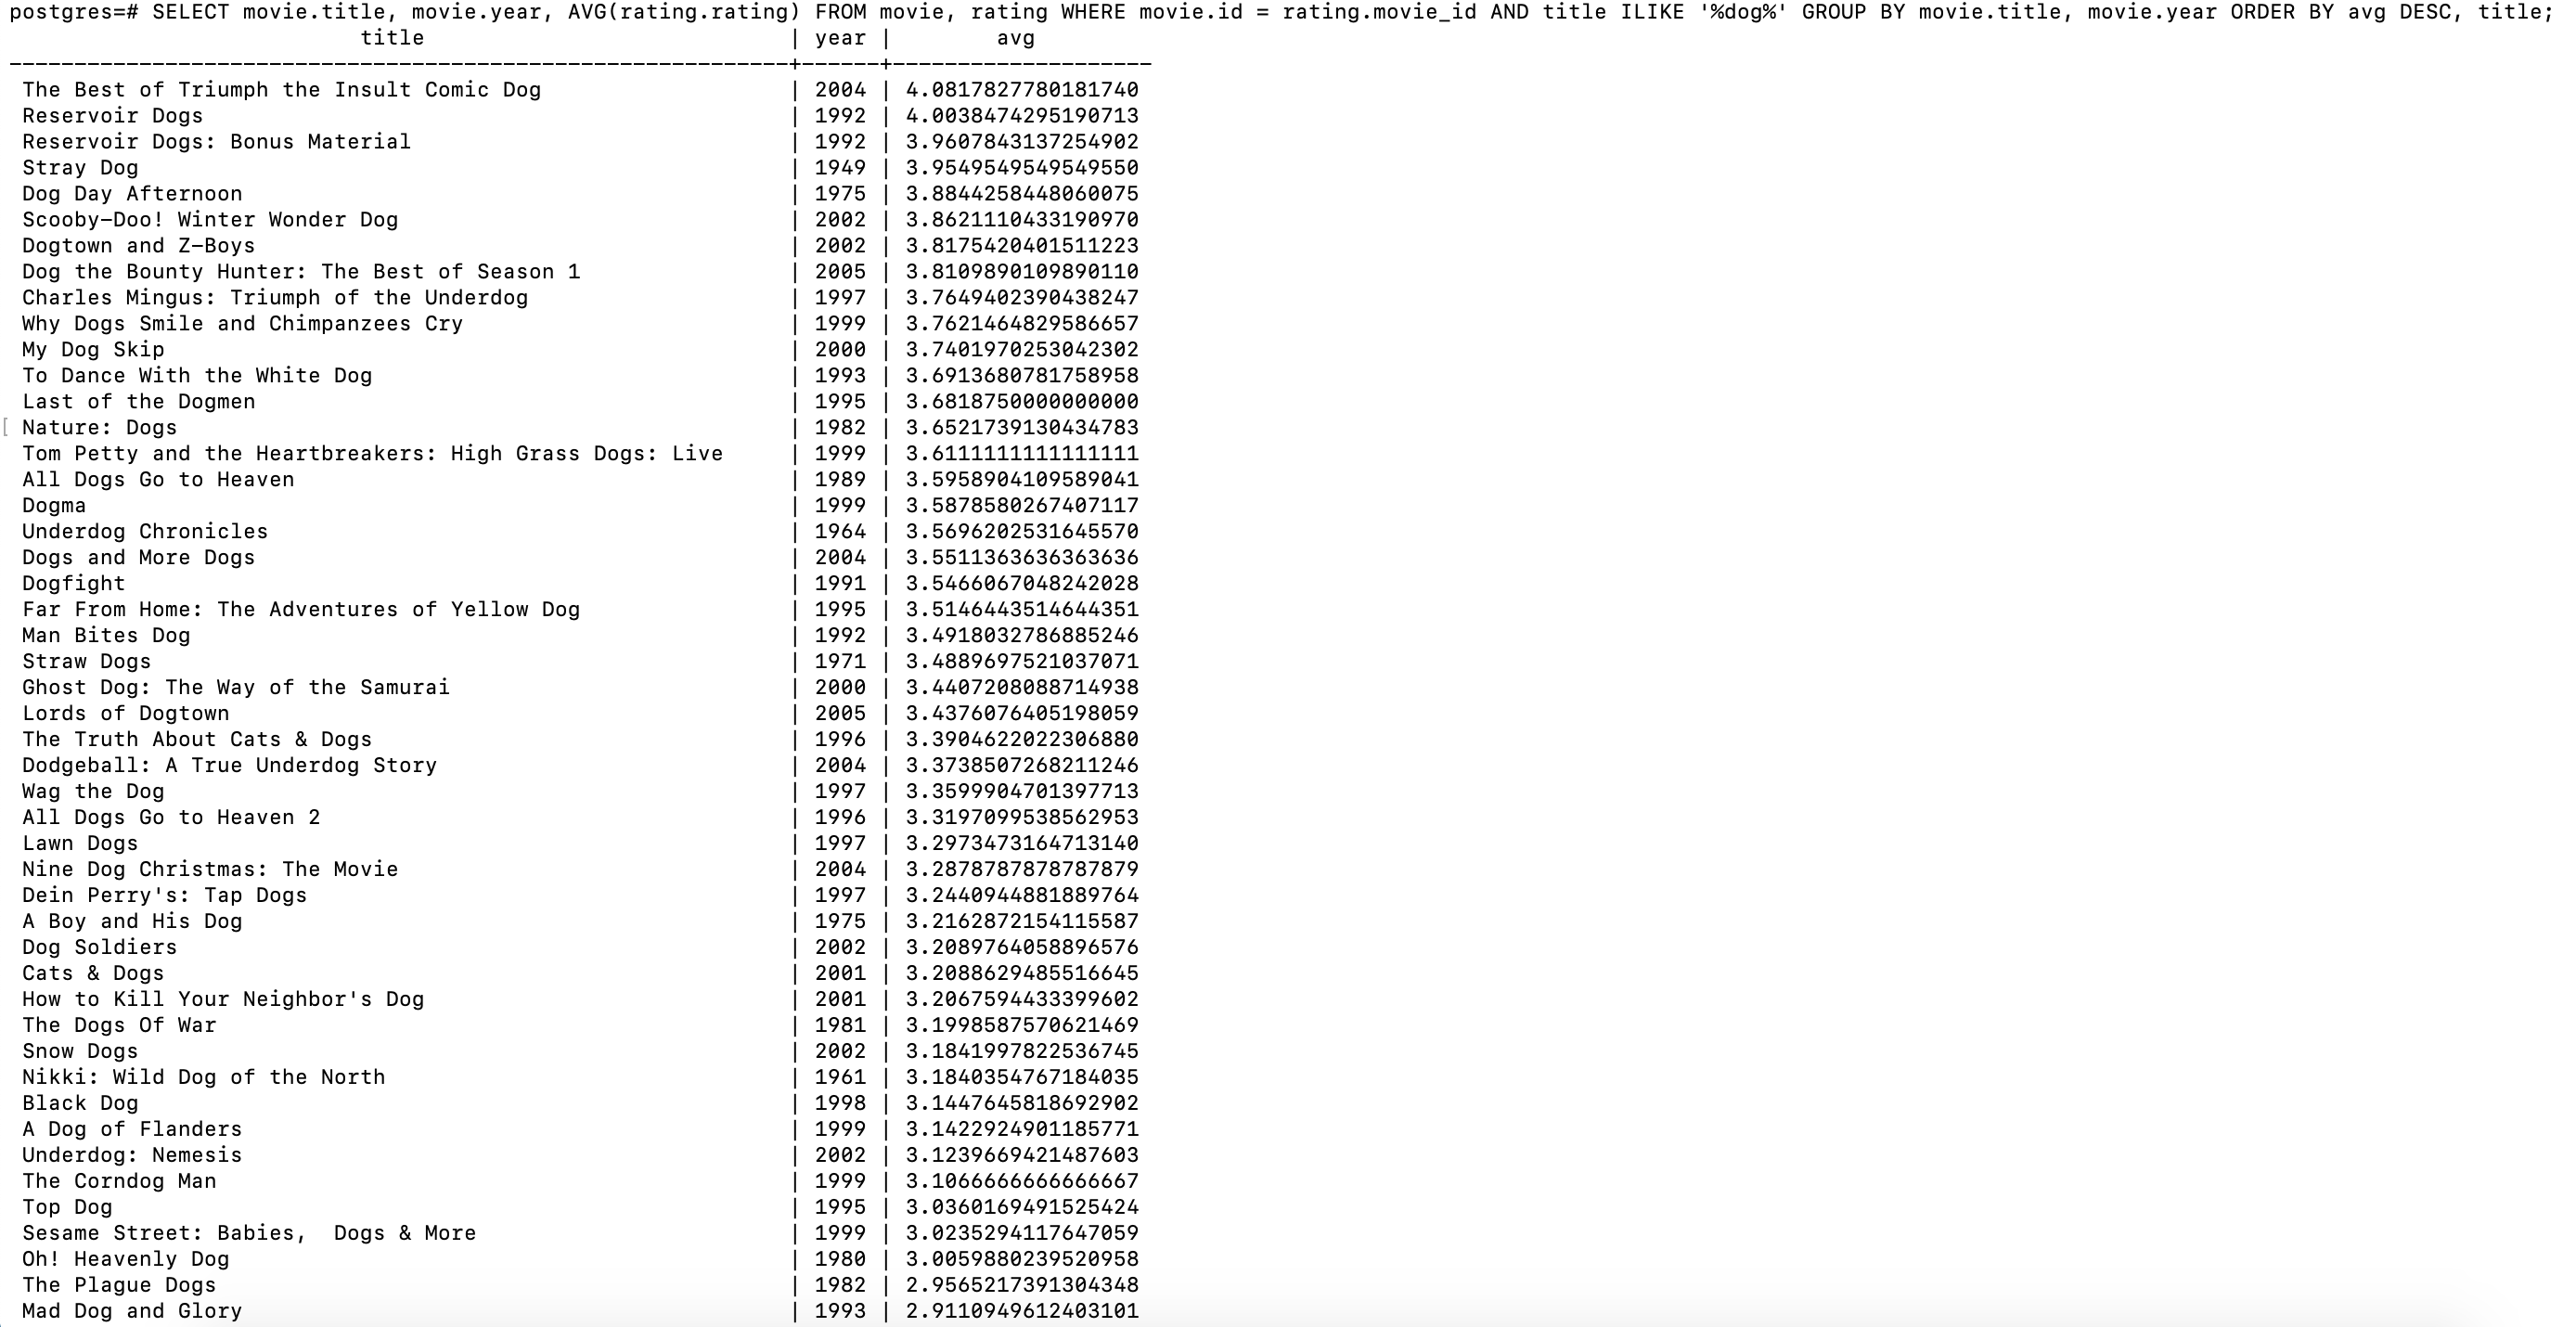 postgres=# SELECT movie.title, movie.year, AVG(rating.rating) FROM movie, rating WHERE movie.id = rating.movie_id AND title ILIKE '%dog%' GROUP BY movie.title, movie.year ORDER BY avg DESC, title;
title | year | avg
------------------------------------------------------------+------+--------------------
The Best of Triumph the Insult Comic Dog | 2004 | 4.0817827780181740
Reservoir Dogs | 1992 | 4.0038474295190713
Reservoir Dogs: Bonus Material | 1992 | 3.9607843137254902
Stray Dog | 1949 | 3.9549549549549550
Dog Day Afternoon | 1975 | 3.8844258448060075
Scooby-Doo! Winter Wonder Dog | 2002 | 3.8621110433190970
Dogtown and Z-Boys | 2002 | 3.8175420401511223
Dog the Bounty Hunter: The Best of Season 1 | 2005 | 3.8109890109890110
Charles Mingus: Triumph of the Underdog | 1997 | 3.7649402390438247
Why Dogs Smile and Chimpanzees Cry | 1999 | 3.7621464829586657
My Dog Skip | 2000 | 3.7401970253042302
To Dance With the White Dog | 1993 | 3.6913680781758958
Last of the Dogmen | 1995 | 3.6818750000000000
[ Nature: Dogs | 1982 | 3.6521739130434783
Tom Petty and the Heartbreakers: High Grass Dogs: Live | 1999 | 3.6111111111111111
All Dogs Go to Heaven | 1989 | 3.5958904109589041
Dogma | 1999 | 3.5878580267407117
Underdog Chronicles | 1964 | 3.5696202531645570
Dogs and More Dogs | 2004 | 3.5511363636363636
Dogfight | 1991 | 3.5466067048242028
Far From Home: The Adventures of Yellow Dog | 1995 | 3.5146443514644351
Man Bites Dog | 1992 | 3.4918032786885246
Straw Dogs | 1971 | 3.4889697521037071
Ghost Dog: The Way of the Samurai | 2000 | 3.4407208088714938
Lords of Dogtown | 2005 | 3.4376076405198059
The Truth About Cats & Dogs | 1996 | 3.3904622022306880
Dodgeball: A True Underdog Story | 2004 | 3.3738507268211246
Wag the Dog | 1997 | 3.3599904701397713
All Dogs Go to Heaven 2 | 1996 | 3.3197099538562953
Lawn Dogs | 1997 | 3.2973473164713140
Nine Dog Christmas: The Movie | 2004 | 3.2878787878787879
Dein Perry's: Tap Dogs | 1997 | 3.2440944881889764
A Boy and His Dog | 1975 | 3.2162872154115587
Dog Soldiers | 2002 | 3.2089764058896576
Cats & Dogs | 2001 | 3.2088629485516645
How to Kill Your Neighbor's Dog | 2001 | 3.2067594433399602
The Dogs Of War | 1981 | 3.1998587570621469
Snow Dogs | 2002 | 3.1841997822536745
Nikki: Wild Dog of the North | 1961 | 3.1840354767184035
Black Dog | 1998 | 3.1447645818692902
A Dog of Flanders | 1999 | 3.1422924901185771
Underdog: Nemesis | 2002 | 3.1239669421487603
The Corndog Man | 1999 | 3.1066666666666667
Top Dog | 1995 | 3.0360169491525424
Sesame Street: Babies,  Dogs & More | 1999 | 3.0235294117647059
Oh! Heavenly Dog | 1980 | 3.0059880239520958
The Plague Dogs | 1982 | 2.9565217391304348
Mad Dog and Glory | 1993 | 2.9110949612403101